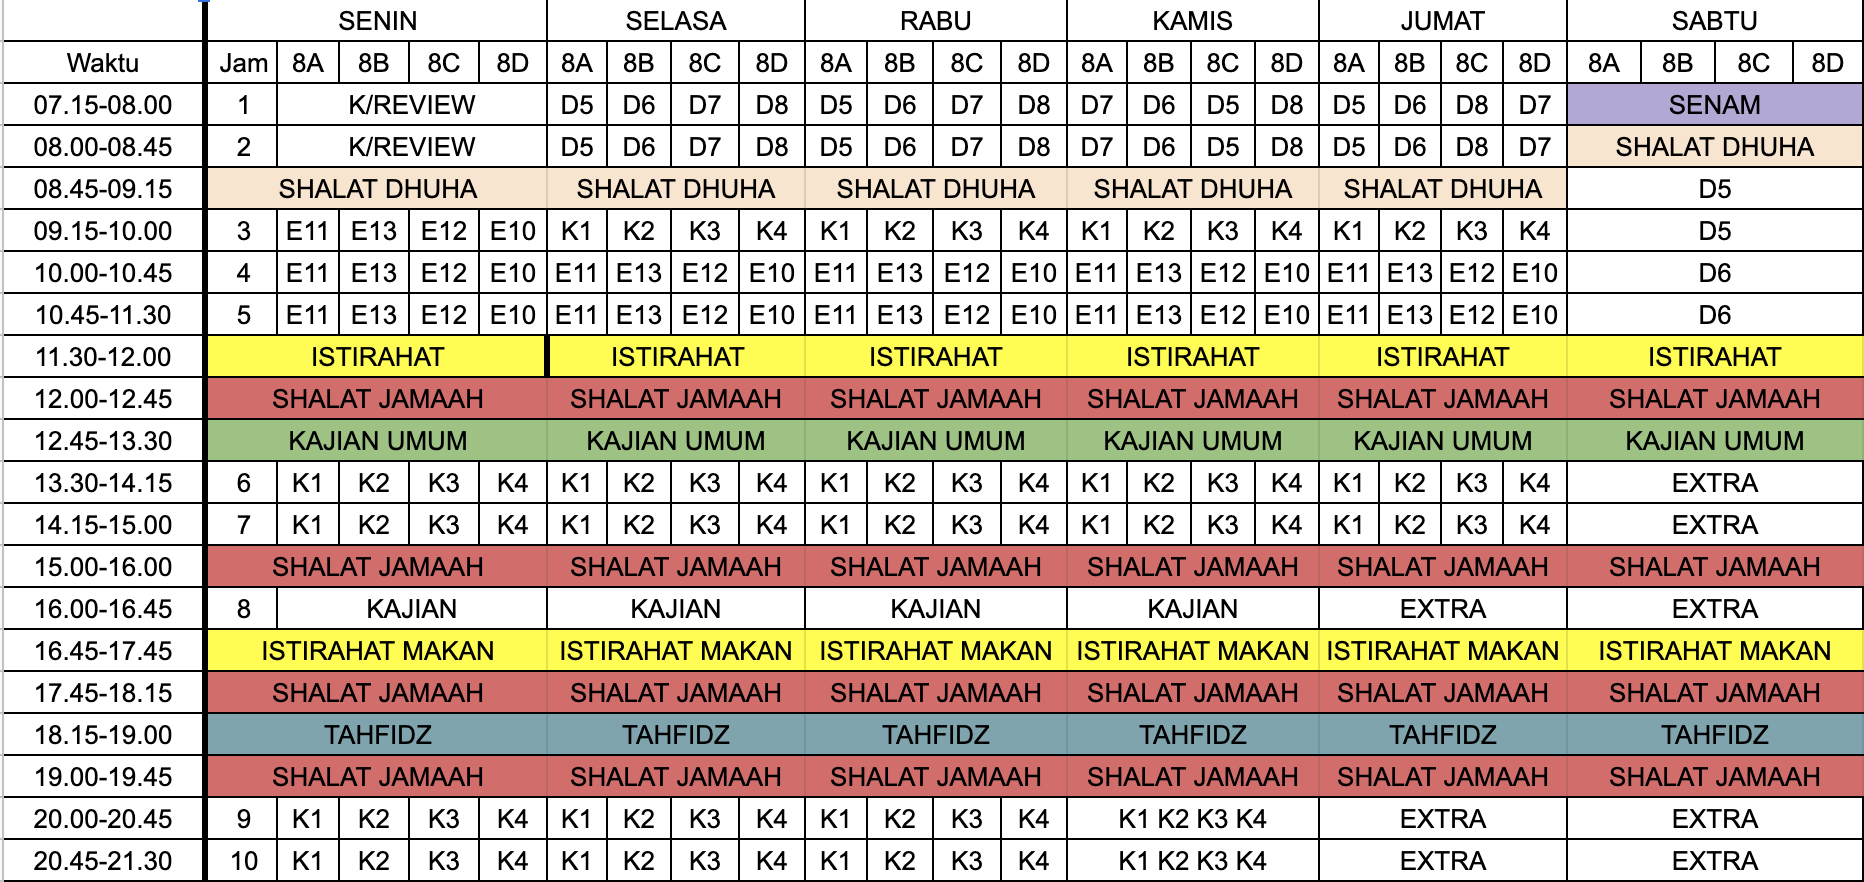 SENIN SELASA RABU KAMIS JUMAT SABTU
Waktu Jam 8A 8B 8C 8D 8A 8B 8C 8D 8A 8B 8C 8D 8A 8B 8C 8D 8A 8B 8C 8D 8A 8B 8C 8D
07.15-08.00 1 K/REVIEW D5 D6 D7 D8 D5 D6 D7 D8 D7 D6 D5 D8 D5 D6 D8 D7 SENAM
08.00-08.45 2 K/REVIEW D5 D6 D7 D8 D5 D6 D7 D8 D7 D6 D5 D8 D5 D6 D8 D7 SHALAT DHUHA
08.45-09.15 SHALAT DHUHA SHALAT DHUHA SHALAT DHUHA SHALAT DHUHA SHALAT DHUHA D5
09.15-10.00 3 E11 E13 E12 E10 K1 K2 K3 K4 K1 K2 K3 K4 K1 K2 K3 K4 K1 K2 K3 K4 D5
10.00-10.45 4 E11 E13 E12 E10 E11 E13 E12 E10 E11 E13 E12 E10 E11 E13 E12 E10 E11 E13 E12 E10 D6
10.45-11.30 5 E11 E13 E12 E10 E11 E13 E12 E10 E11 E13 E12 E10 E11 E13 E12 E10 E11 E13 E12 E10 D6
11.30-12.00 ISTIRAHAT ISTIRAHAT ISTIRAHAT ISTIRAHAT ISTIRAHAT ISTIRAHAT
12.00-12.45 SHALAT JAMAAH SHALAT JAMAAH SHALAT JAMAAH SHALAT JAMAAH SHALAT JAMAAH SHALAT JAMAAH
12.45-13.30 KAJIAN UMUM KAJIAN UMUM KAJIAN UMUM KAJIAN UMUM KAJIAN UMUM KAJIAN UMUM
13.30-14.15 6 K1 K2 K3 K4 K1 K2 K3 K4 K1 K2 K3 K4 K1 K2 K3 K4 K1 K2 K3 K4 EXTRA
14.15-15.00 7 K1 K2 K3 K4 K1 K2 K3 K4 K1 K2 K3 K4 K1 K2 K3 K4 K1 K2 K3 K4 EXTRA
15.00-16.00 SHALAT JAMAAH SHALAT JAMAAH SHALAT JAMAAH SHALAT JAMAAH SHALAT JAMAAH SHALAT JAMAAH
16.00-16.45 8 KAJIAN KAJIAN KAJIAN KAJIAN EXTRA EXTRA
16.45-17.45 ISTIRAHAT MAKAN ISTIRAHAT MAKAN ISTIRAHAT MAKAN ISTIRAHAT MAKAN ISTIRAHAT MAKAN ISTIRAHAT MAKAN
17.45-18.15 SHALAT JAMAAH SHALAT JAMAAH SHALAT JAMAAH SHALAT JAMAAH SHALAT JAMAAH SHALAT JAMAAH
18.15-19.00 TAHFIDZ TAHFIDZ TAHFIDZ TAHFIDZ TAHFIDZ TAHFIDZ
19.00-19.45 SHALAT JAMAAH SHALAT JAMAAH SHALAT JAMAAH SHALAT JAMAAH SHALAT JAMAAH SHALAT JAMAAH
20.00-20.45 9 K1 K2 K3 K4 K1 K2 K3 K4 K1 K2 K3 K4 K1 K2 K3 K4 EXTRA EXTRA
20.45-21.30 10 K1 K2 K3 K4 K1 K2 K3 K4 K1 K2 K3 K4 K1 K2 K3 K4 EXTRA EXTRA